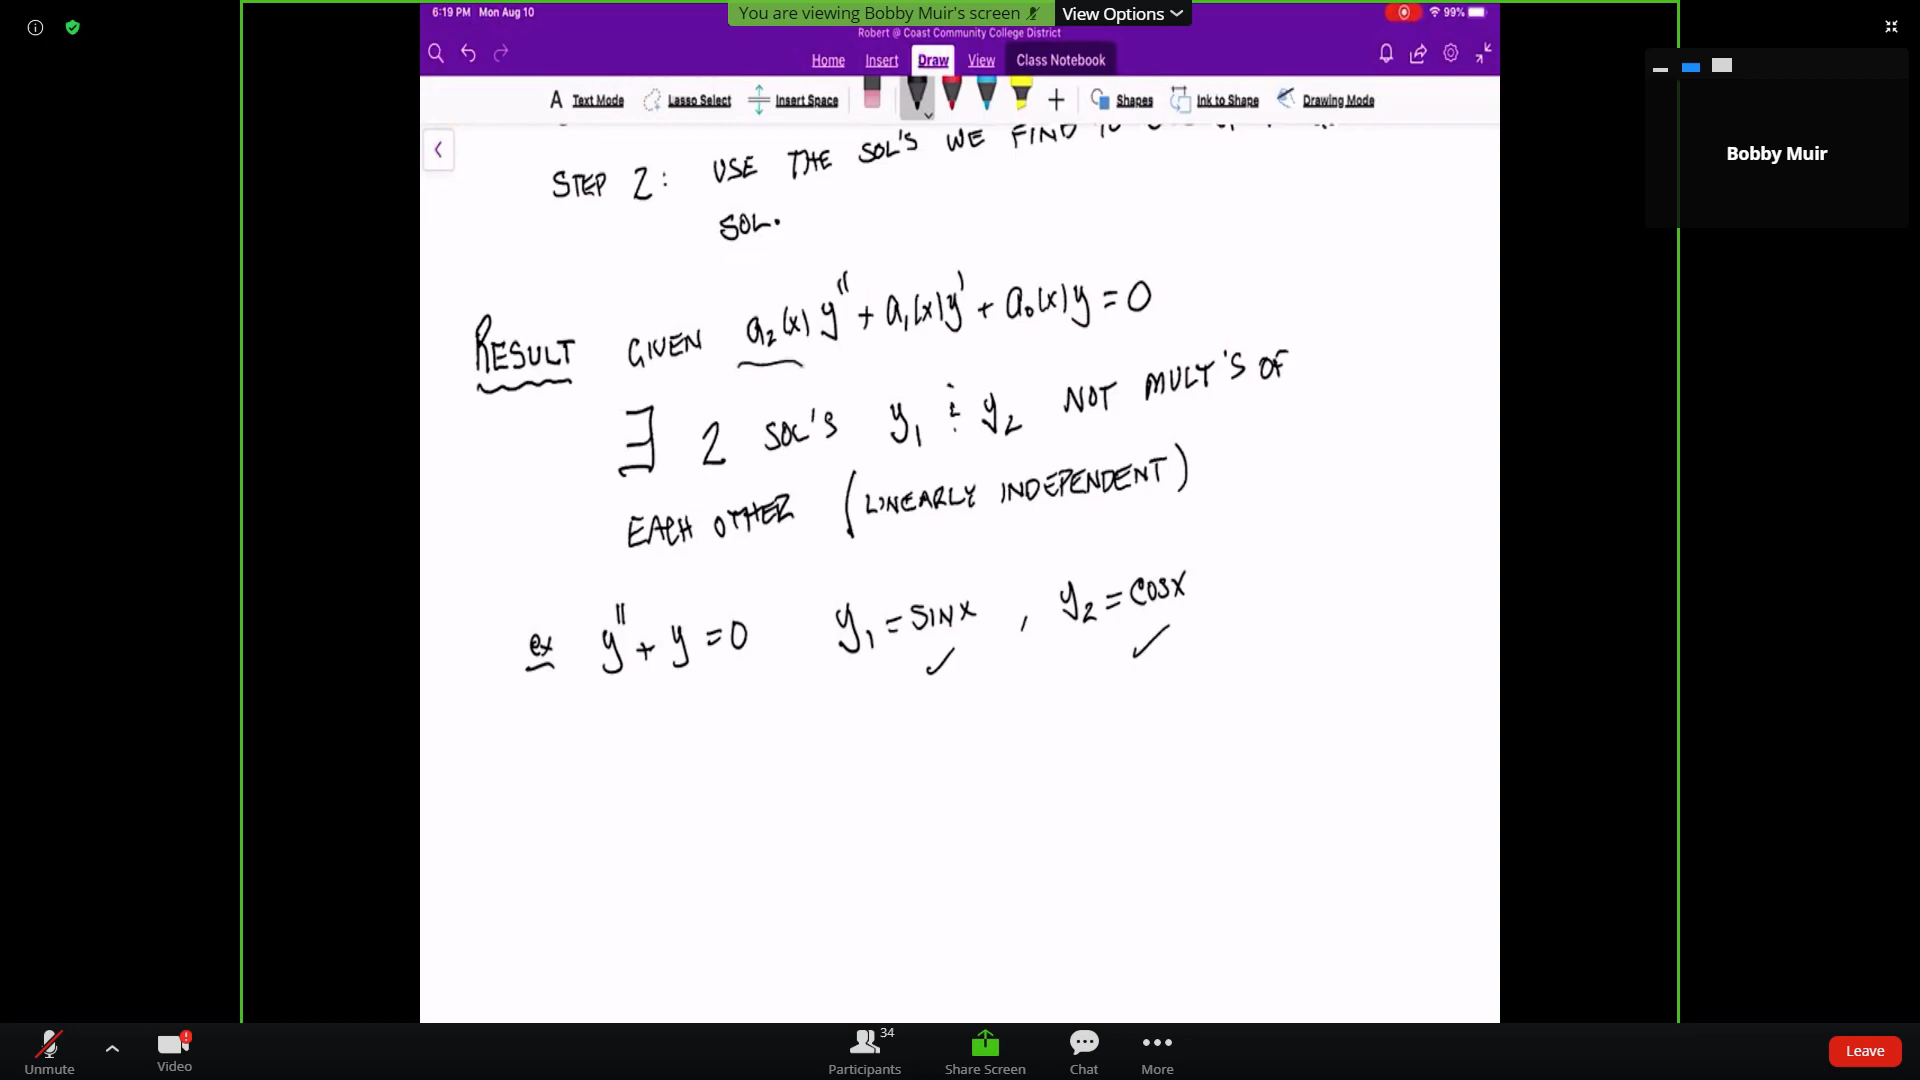 6:19 PM Mon Aug 10
You are viewing Bobby Muir's screen View Options
99%
Robert @ Coast Community College District
Home Insert Draw View Class Notebook
Text Mode Lasso Select Insert Space Shapes Ink to Shape Drawing Mode
Bobby Muir
STEP 2: USE THE SOL'S WE FIND
SOL.
RESULT GIVEN a₂(x)y'' + a₁(x)y' + a₀(x)y = 0
∃ 2 SOL'S y₁ & y₂ NOT MULT'S OF
EACH OTHER (LINEARLY INDEPENDENT)
ex y'' + y = 0 y₁ = SINX , y₂ = COSX
Unmute Video Participants 34 Share Screen Chat More Leave